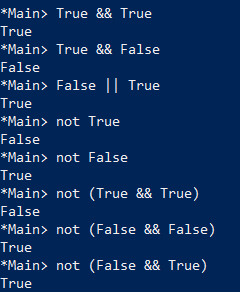 *Main> True && True
True
*Main> True && False
False
*Main> False || True
True
*Main> not True
False
*Main> not False
True
*Main> not (True && True)
False
*Main> not (False && False)
True
*Main> not (False && True)
True